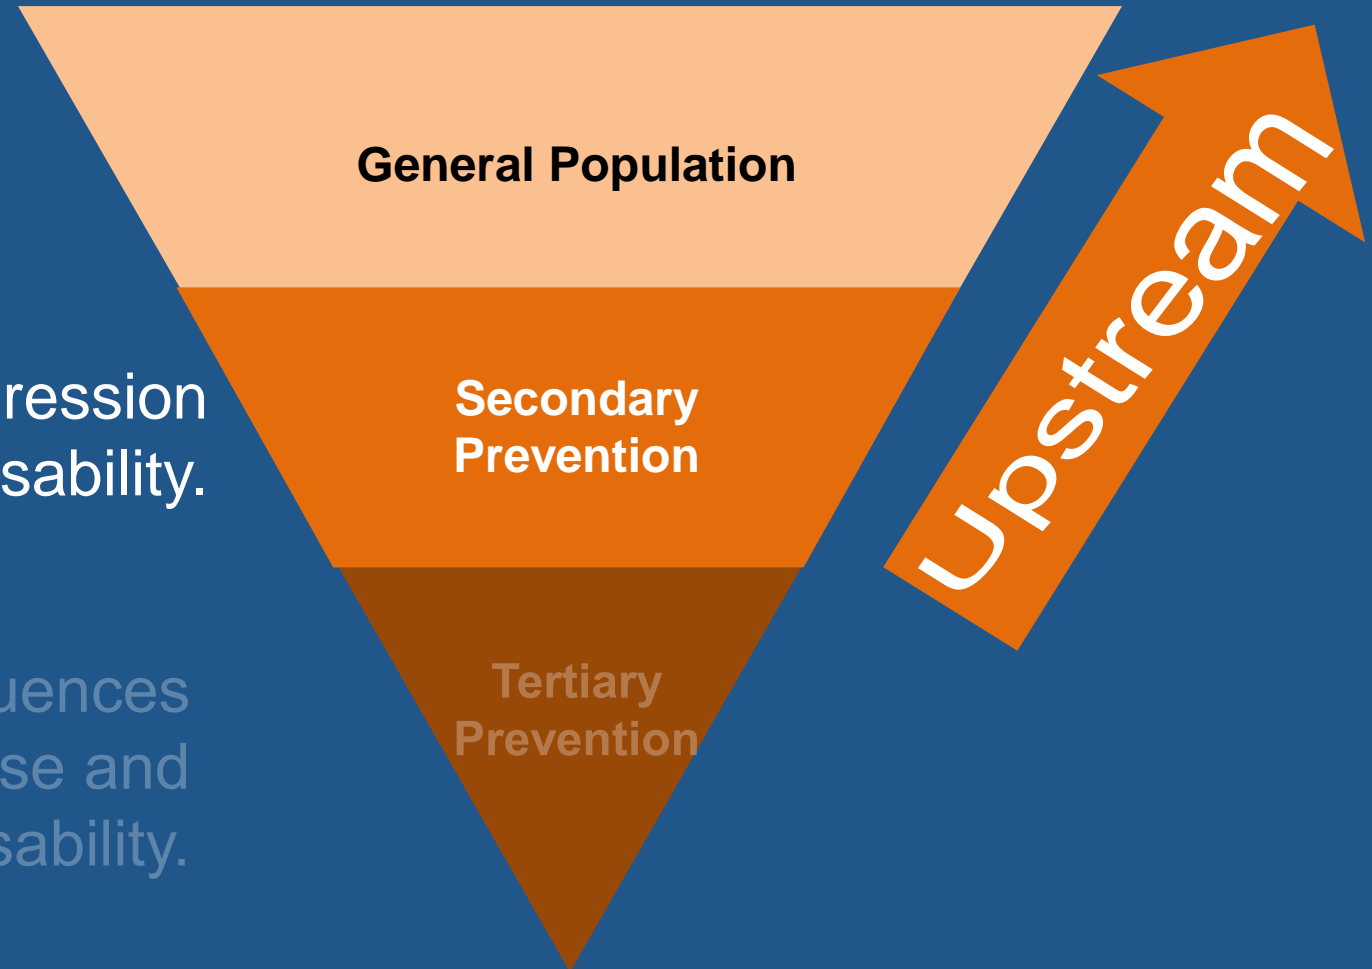 General Population
Upstream
ression
sability.
Secondary
Prevention
uences
se and
sability.
Tertiary
Prevention